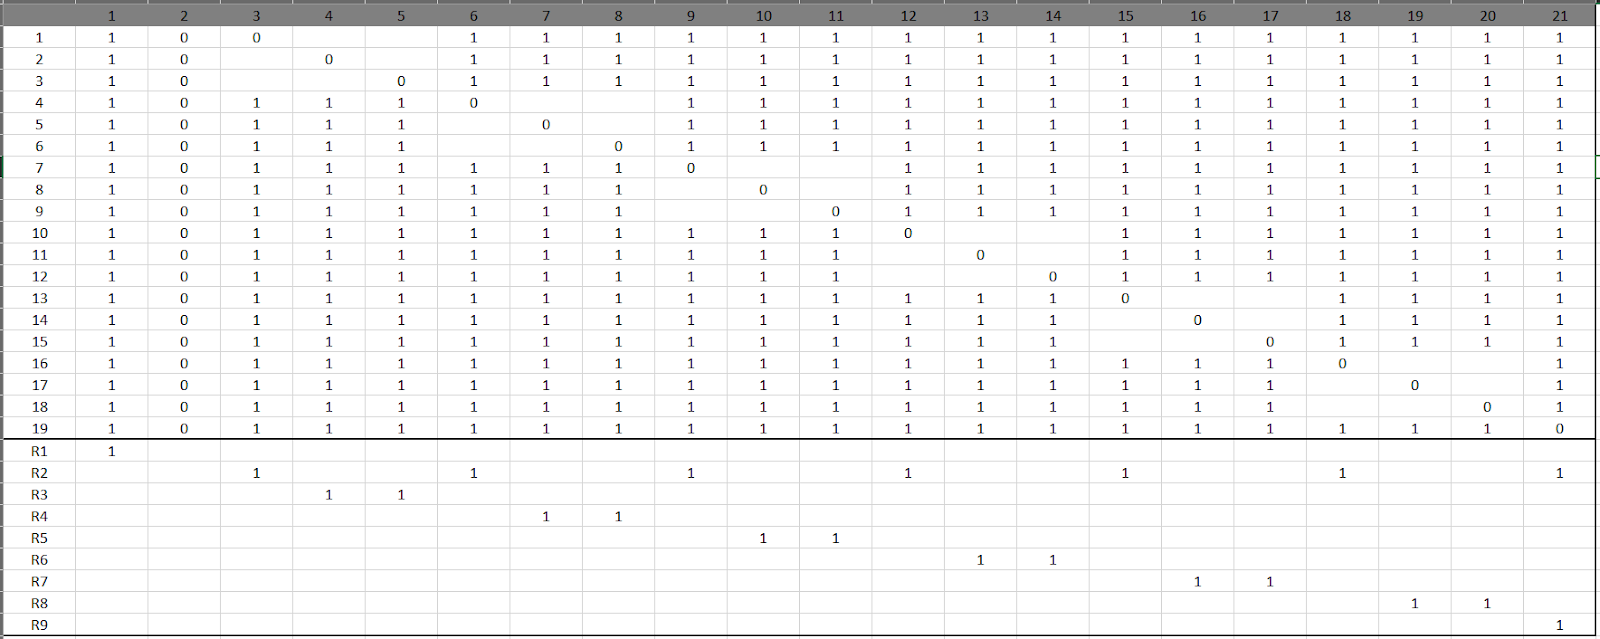 1 2 3 4 5 6 7 8 9 10 11 12 13 14 15 16 17 18 19 20 21
1 1 0 0 1 1 1 1 1 1 1 1 1 1 1 1 1 1 1 1
2 1 0 0 1 1 1 1 1 1 1 1 1 1 1 1 1 1 1 1
3 1 0 0 1 1 1 1 1 1 1 1 1 1 1 1 1 1 1 1
4 1 0 1 1 1 0 1 1 1 1 1 1 1 1 1 1 1 1 1
5 1 0 1 1 1 0 1 1 1 1 1 1 1 1 1 1 1 1 1
6 1 0 1 1 1 0 1 1 1 1 1 1 1 1 1 1 1 1 1
7 1 0 1 1 1 1 1 1 0 1 1 1 1 1 1 1 1 1 1
8 1 0 1 1 1 1 1 1 0 1 1 1 1 1 1 1 1 1 1
9 1 0 1 1 1 1 1 1 0 1 1 1 1 1 1 1 1 1 1
10 1 0 1 1 1 1 1 1 1 1 1 0 1 1 1 1 1 1 1
11 1 0 1 1 1 1 1 1 1 1 1 0 1 1 1 1 1 1 1
12 1 0 1 1 1 1 1 1 1 1 1 0 1 1 1 1 1 1 1
13 1 0 1 1 1 1 1 1 1 1 1 1 1 1 0 1 1 1 1
14 1 0 1 1 1 1 1 1 1 1 1 1 1 1 0 1 1 1 1
15 1 0 1 1 1 1 1 1 1 1 1 1 1 1 0 1 1 1 1
16 1 0 1 1 1 1 1 1 1 1 1 1 1 1 1 1 1 0 1
17 1 0 1 1 1 1 1 1 1 1 1 1 1 1 1 1 1 0 1
18 1 0 1 1 1 1 1 1 1 1 1 1 1 1 1 1 1 0 1
19 1 0 1 1 1 1 1 1 1 1 1 1 1 1 1 1 1 1 1 1 0
R1 1
R2 1 1 1 1 1 1 1
R3 1 1
R4 1 1
R5 1 1
R6 1 1
R7 1 1
R8 1 1
R9 1